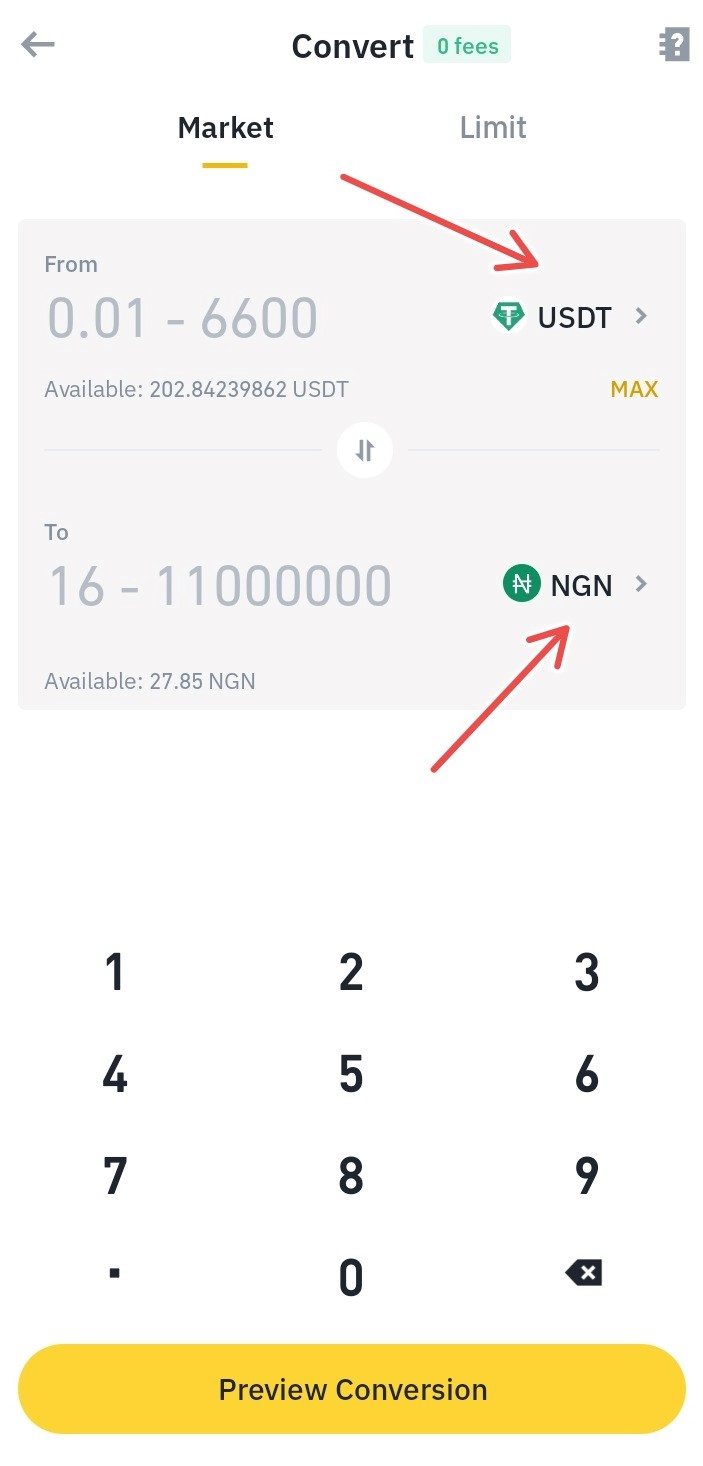 Convert 0 fees
Market Limit
From
0.01 - 6600 USDT
Available: 202.84239862 USDT MAX
To
16 - 11000000 NGN
Available: 27.85 NGN
1 2 3
4 5 6
7 8 9
. 0
Preview Conversion